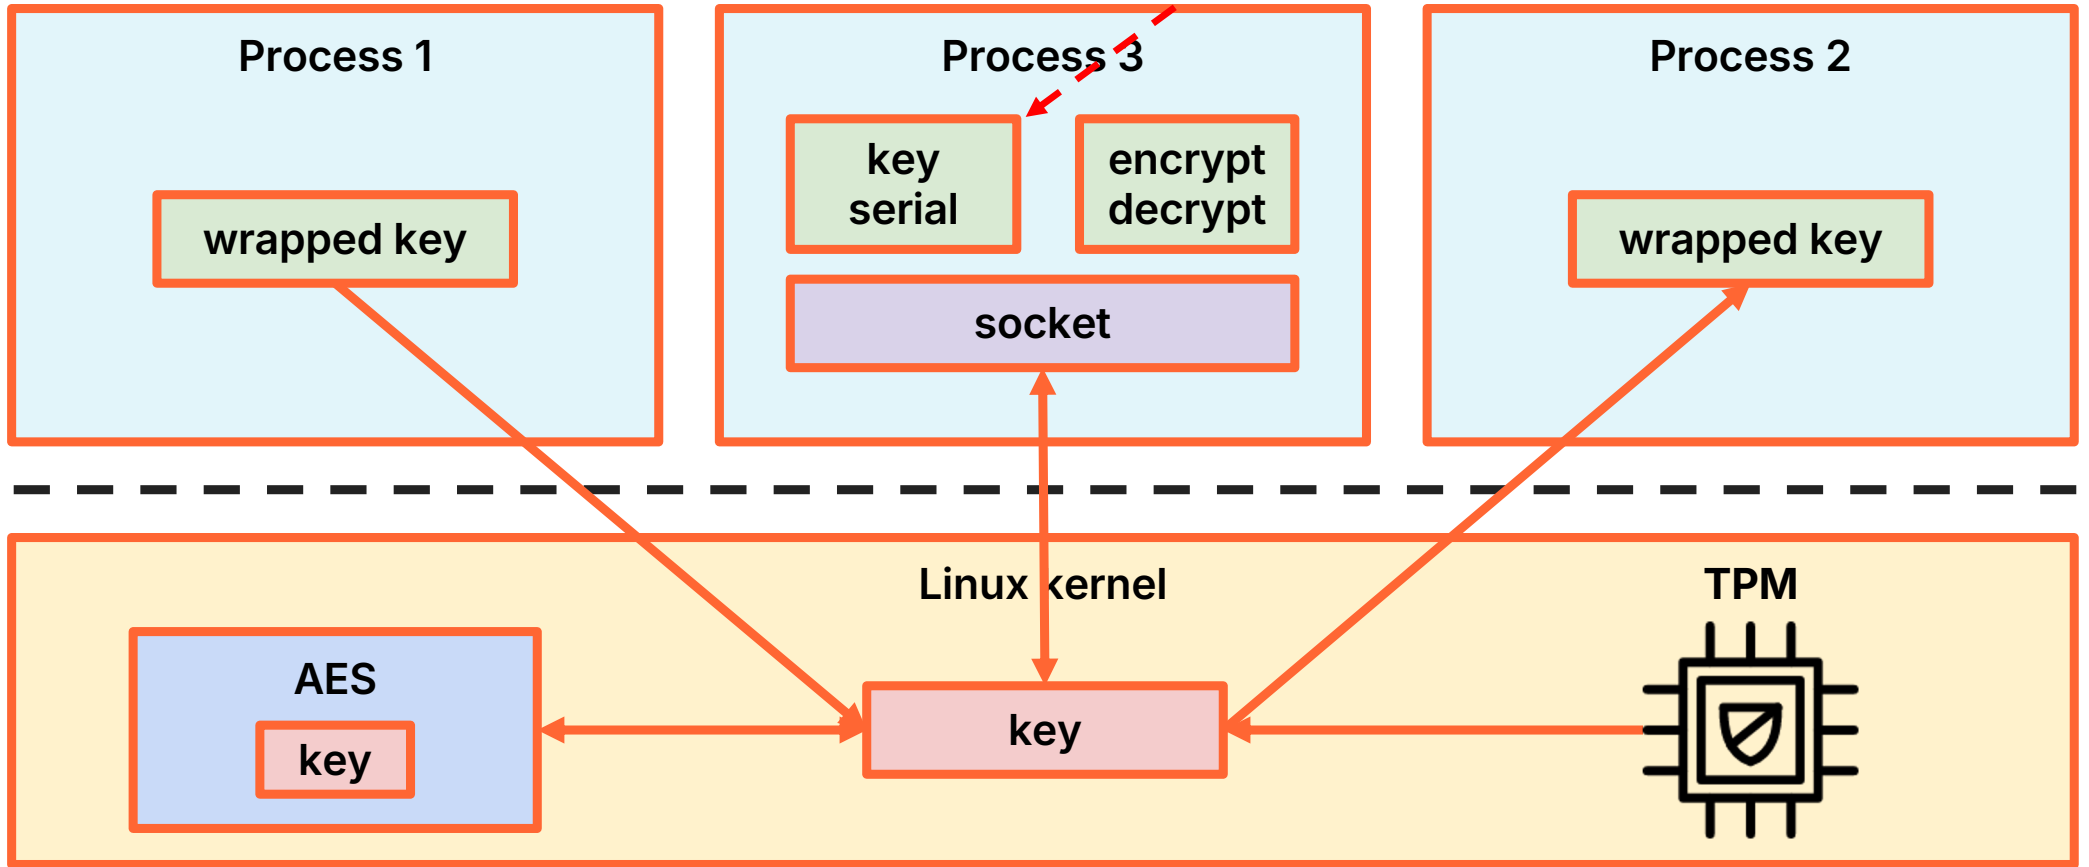 Process 1
wrapped key
Process 3
key
serial
encrypt
decrypt
socket
Process 2
wrapped key
Linux kernel
TPM
AES
key
key